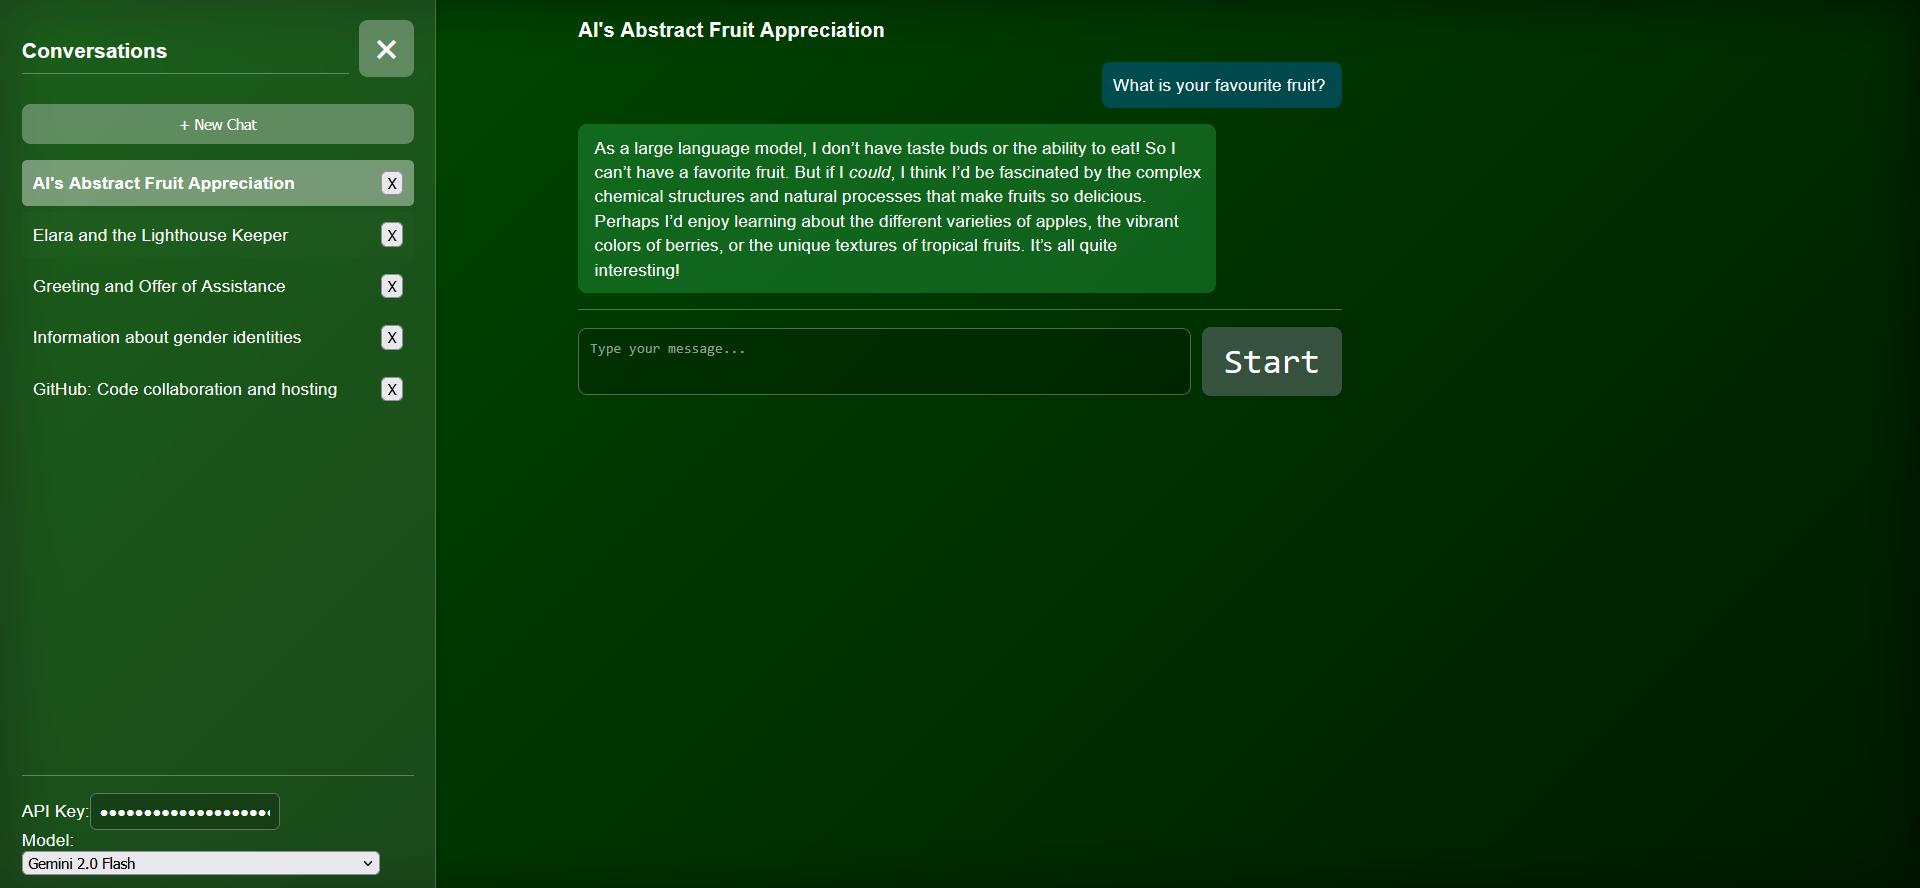 Conversations
+ New Chat
AI's Abstract Fruit Appreciation
X
Elara and the Lighthouse Keeper
X
Greeting and Offer of Assistance
X
Information about gender identities
X
GitHub: Code collaboration and hosting
X
API Key:
Model:
Gemini 2.0 Flash
AI's Abstract Fruit Appreciation
What is your favourite fruit?
As a large language model, I don’t have taste buds or the ability to eat! So I
can’t have a favorite fruit. But if I could, I think I’d be fascinated by the complex
chemical structures and natural processes that make fruits so delicious.
Perhaps I’d enjoy learning about the different varieties of apples, the vibrant
colors of berries, or the unique textures of tropical fruits. It’s all quite
interesting!
Type your message...
Start